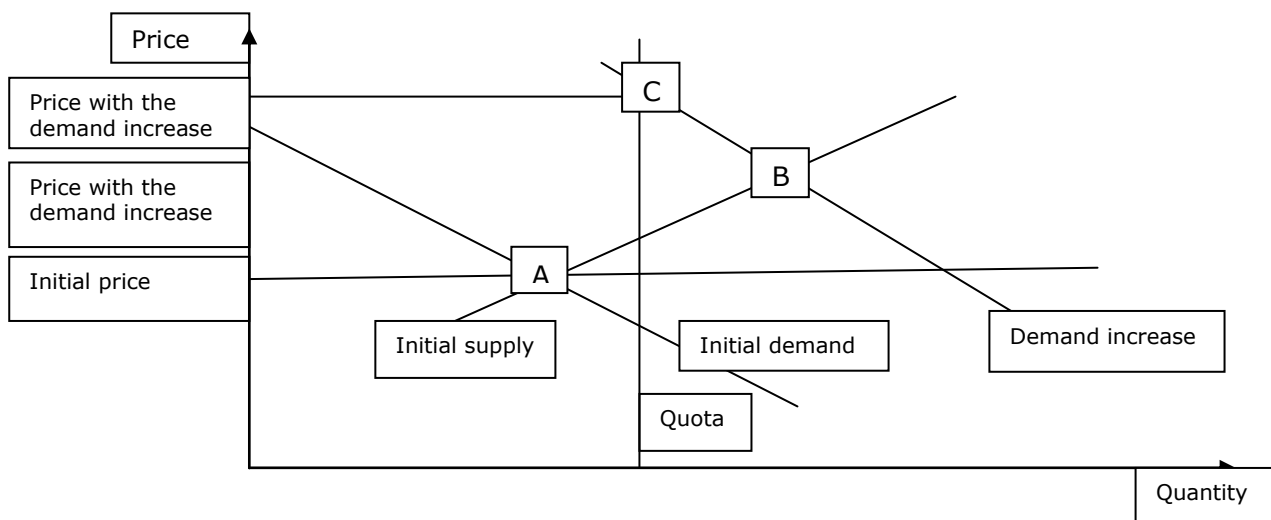 Price
Price with the
demand increase
Price with the
demand increase
Initial price
C
B
A
Initial supply
Initial demand
Demand increase
Quota
Quantity